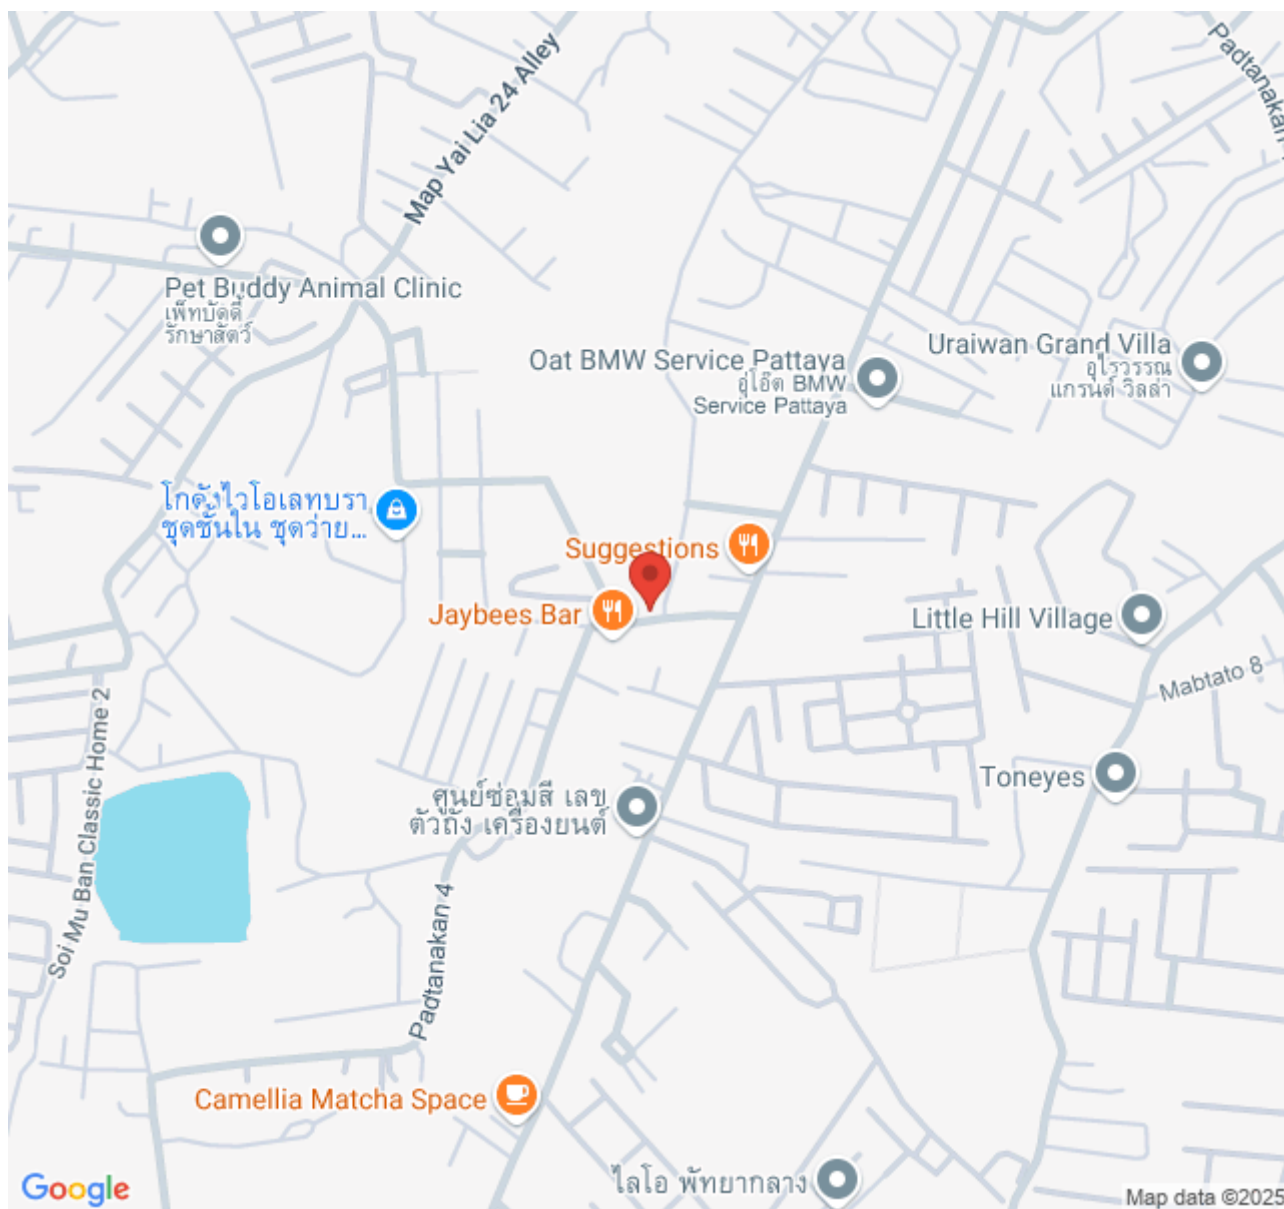 Map Yai Lia 24 Alley
Pet Buddy Animal Clinic
เพ็ทบัดดี้
รักษาสัตว์
Oat BMW Service Pattaya
อู่โอ๊ต BMW
Service Pattaya
Uraiwan Grand Villa
อุไรวรรณ
แกรนด์ วิลล่า
โกดังไวโอเลทบรา
ชุดชั้นใน ชุดว่าย...
Suggestions
Jaybees Bar
Little Hill Village
Mabtato 8
Soi Mu Ban Classic Home 2
Toneyes
ศูนย์ซ่อมสี เลข
ตัวถัง เครื่องยนต์
Padtanakan 4
Camellia Matcha Space
ไลโอ พัทยากลาง
Google
Map data ©2025